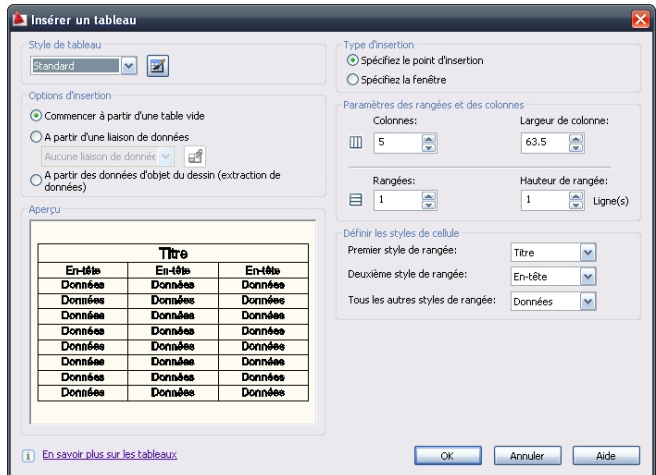 Insérer un tableau
Style de tableau
Standard
Options d'insertion
Commencer à partir d'une table vide
A partir d'une liaison de données
Aucune liaison de donnée
A partir des données d'objet du dessin (extraction de
données)
Aperçu
Titre
En-tête En-tête En-tête
Données Données Données
Données Données Données
Données Données Données
Données Données Données
Données Données Données
Données Données Données
Données Données Données
Données Données Données
En savoir plus sur les tableaux
Type d'insertion
Spécifiez le point d'insertion
Spécifiez la fenêtre
Paramètres des rangées et des colonnes
Colonnes: Largeur de colonne:
5 63.5
Rangées: Hauteur de rangée:
1 1 Ligne(s)
Définir les styles de cellule
Premier style de rangée: Titre
Deuxième style de rangée: En-tête
Tous les autres styles de rangée: Données
OK Annuler Aide